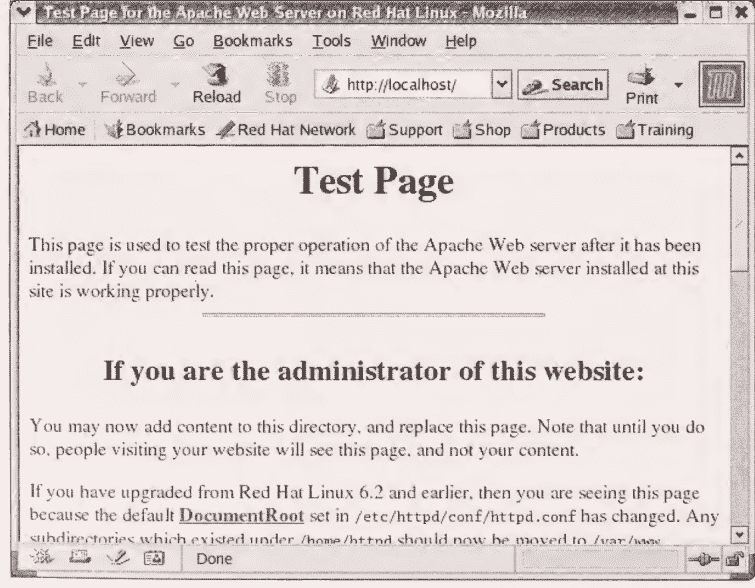 Test Page for the Apache Web Server on Red Hat Linux - Mozilla
File Edit View Go Bookmarks Tools Window Help
http://localhost/ Search
Back Forward Reload Stop Print
Home Bookmarks Red Hat Network Support Shop Products Training
Test Page
This page is used to test the proper operation of the Apache Web server after it has been
installed. If you can read this page, it means that the Apache Web server installed at this
site is working properly.
If you are the administrator of this website:
You may now add content to this directory, and replace this page. Note that until you do
so, people visiting your website will see this page, and not your content.
If you have upgraded from Red Hat Linux 6.2 and earlier, then you are seeing this page
because the default DocumentRoot set in /etc/httpd/conf/httpd.conf has changed. Any
subdirectories which existed under /home/httpd should now be moved to /var/www.
Done